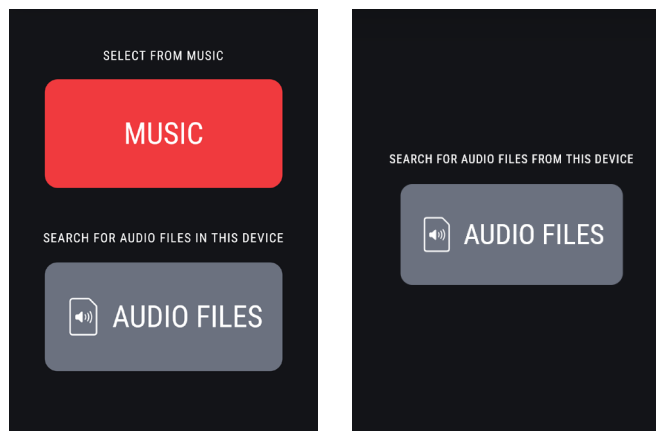 SELECT FROM MUSIC
MUSIC
SEARCH FOR AUDIO FILES IN THIS DEVICE
AUDIO FILES
SEARCH FOR AUDIO FILES FROM THIS DEVICE
AUDIO FILES